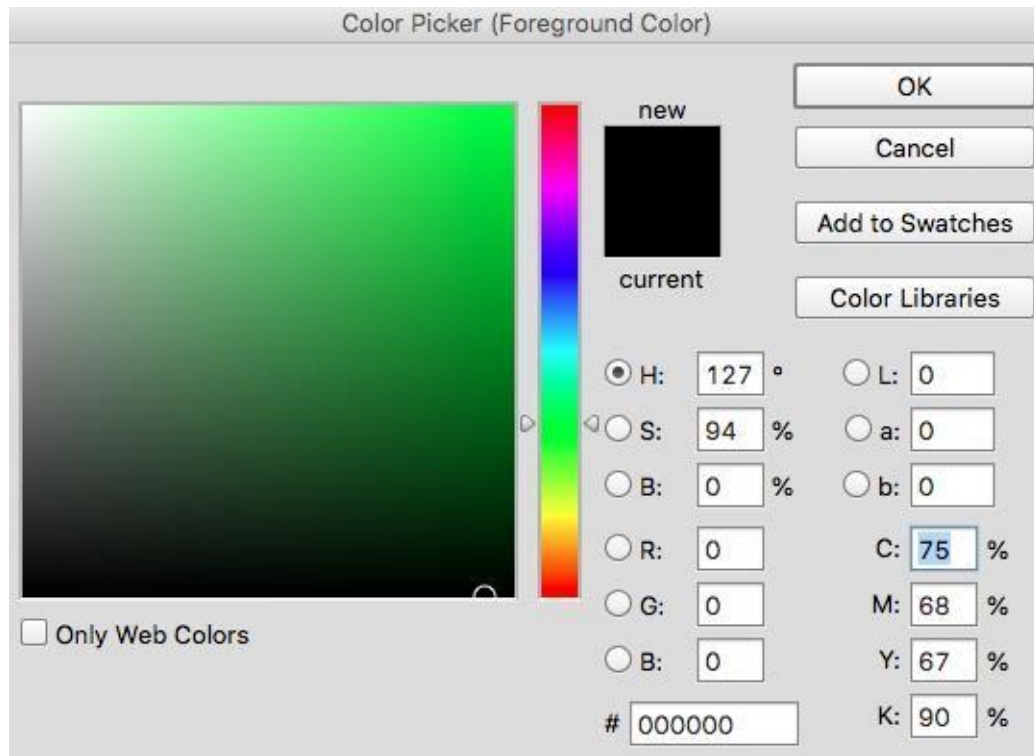 Color Picker (Foreground Color)
new
current
OK
Cancel
Add to Swatches
Color Libraries
H: 127 °
S: 94 %
B: 0 %
R: 0
G: 0
B: 0
# 000000
L: 0
a: 0
b: 0
C: 75 %
M: 68 %
Y: 67 %
K: 90 %
Only Web Colors